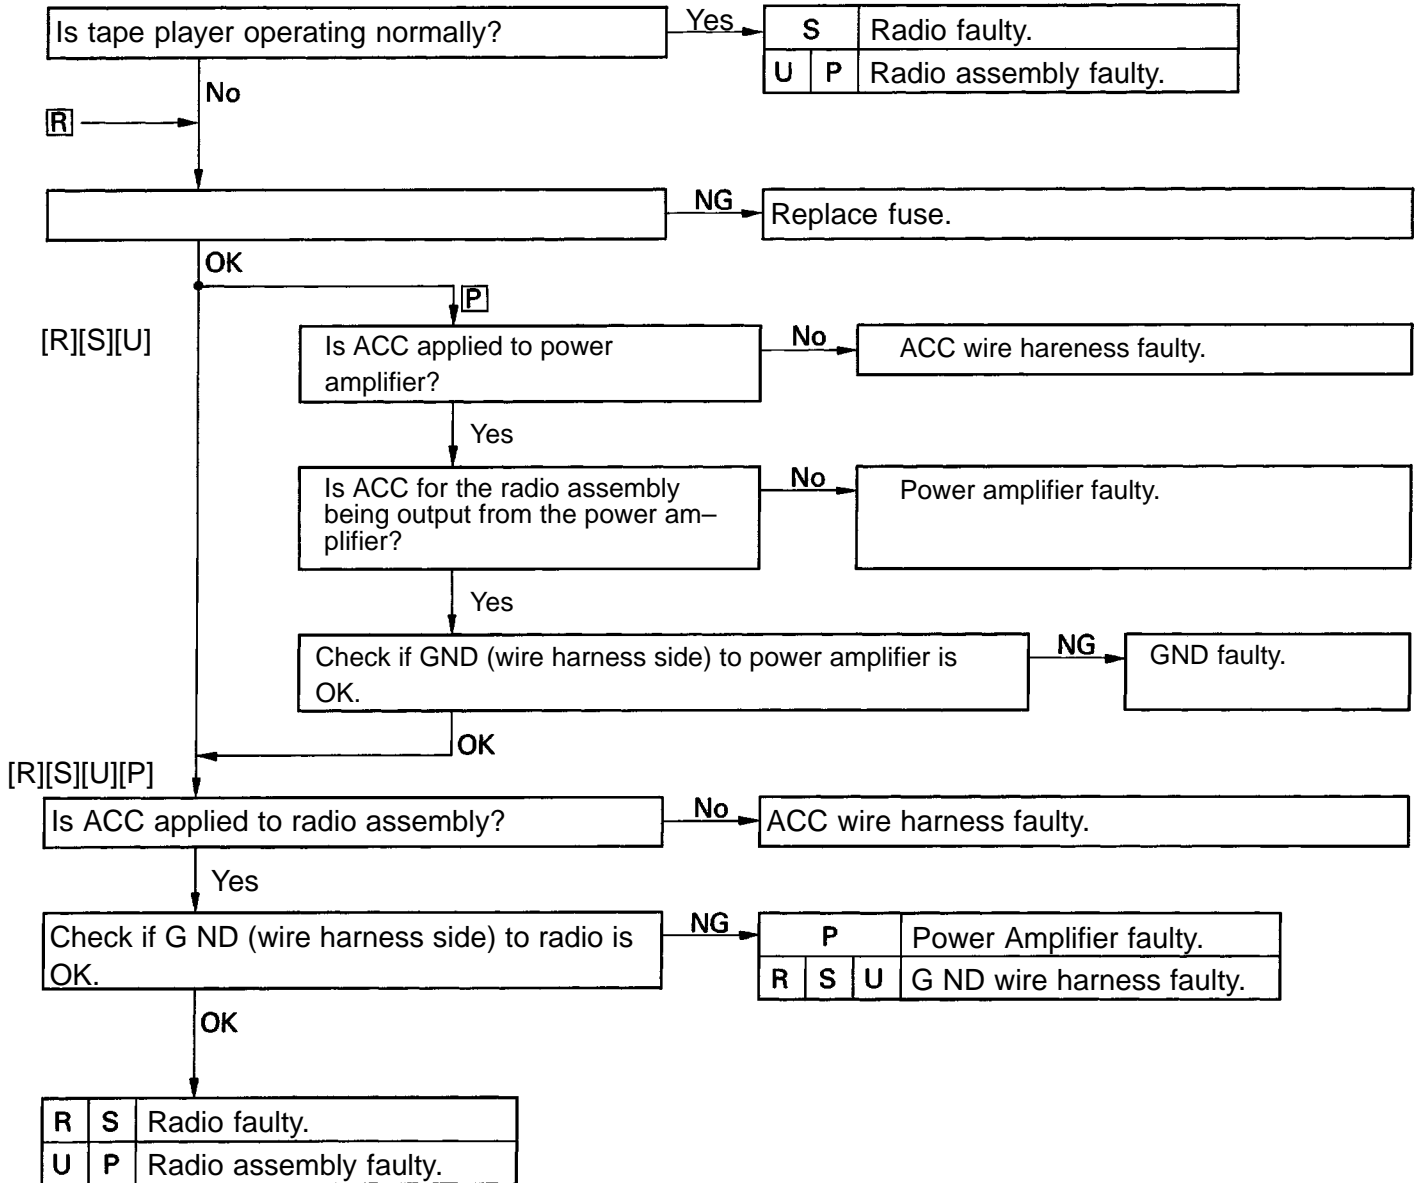 Is tape player operating normally?
Yes
S Radio faulty.
U P Radio assembly faulty.
No
R
NG
Replace fuse.
OK
P
[R][S][U]
Is ACC applied to power
amplifier?
No
ACC wire hareness faulty.
Yes
Is ACC for the radio assembly
being output from the power am–
plifier?
No
Power amplifier faulty.
Yes
Check if GND (wire harness side) to power amplifier is
OK.
NG
GND faulty.
OK
[R][S][U][P]
Is ACC applied to radio assembly?
No
ACC wire harness faulty.
Yes
Check if G ND (wire harness side) to radio is
OK.
NG
P Power Amplifier faulty.
R S U G ND wire harness faulty.
OK
R S Radio faulty.
U P Radio assembly faulty.